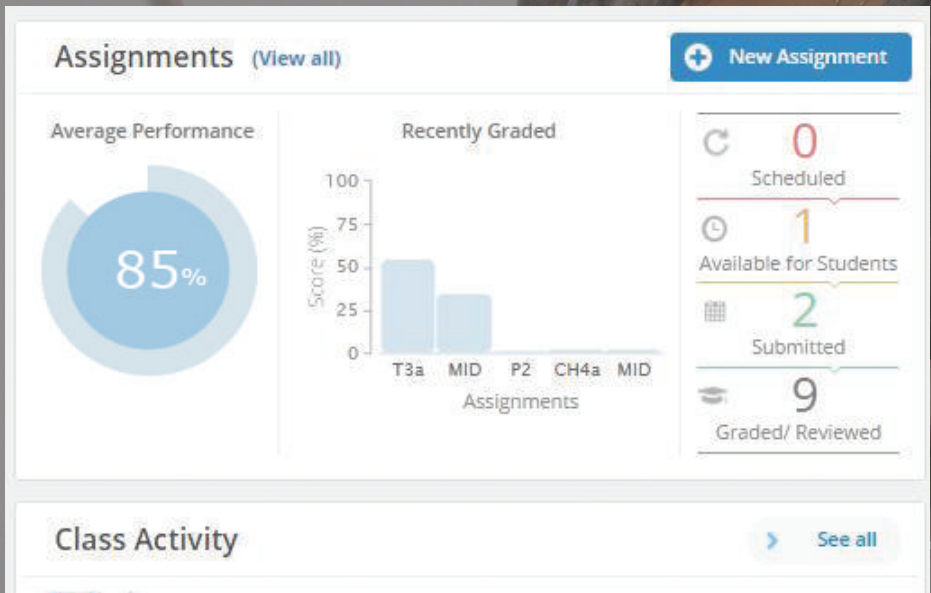 Assignments (View all)
New Assignment
Average Performance
85%
Recently Graded
100
75
50
25
0
Score (%)
T3a MID P2 CH4a MID
Assignments
0
Scheduled
1
Available for Students
2
Submitted
9
Graded/ Reviewed
Class Activity
See all